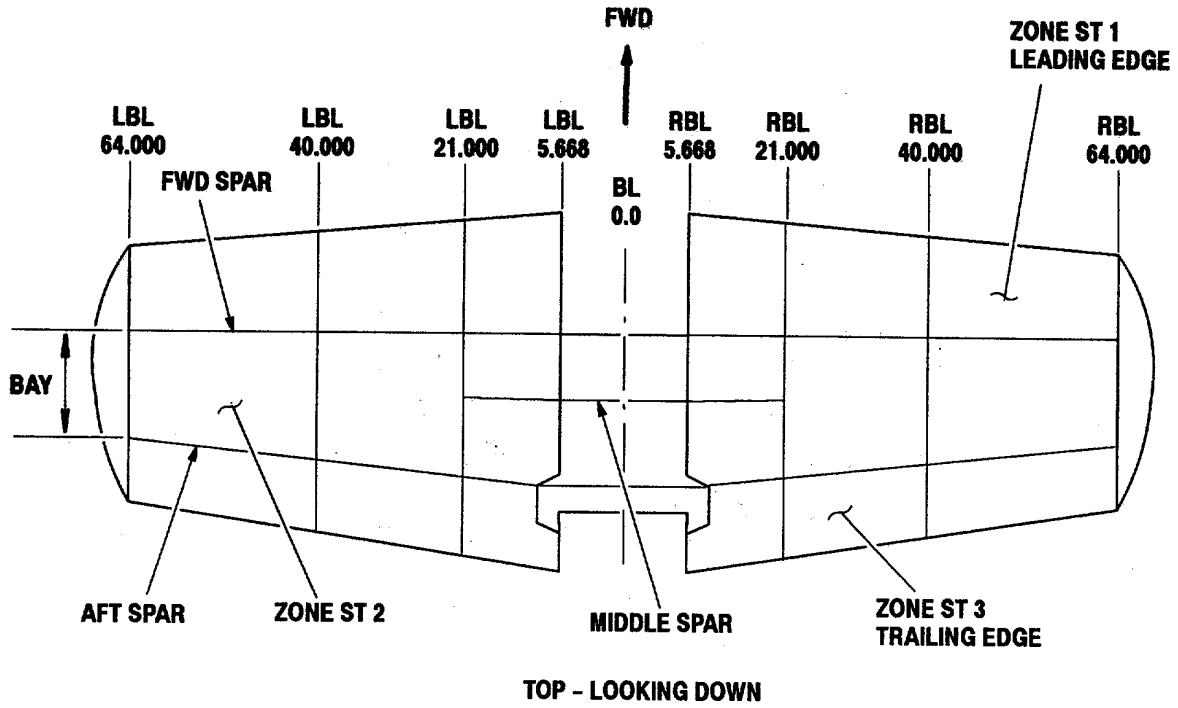 FWD
ZONE ST 1
LEADING EDGE
LBL
64.000
LBL
40.000
LBL
21.000
LBL
5.668
RBL
5.668
RBL
21.000
RBL
40.000
RBL
64.000
FWD SPAR
BL
0.0
BAY
AFT SPAR
ZONE ST 2
MIDDLE SPAR
ZONE ST 3
TRAILING EDGE
TOP – LOOKING DOWN